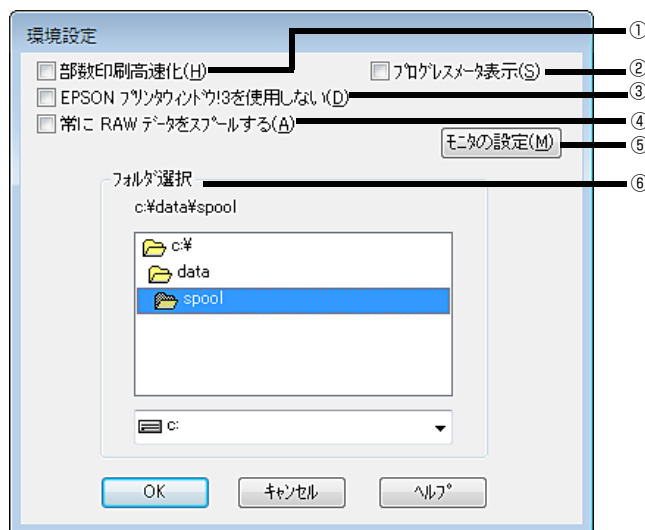 環境設定
部数印刷高速化(H) ①
プログレスメータ表示(S) ②
EPSON プリンタウィンドウ!3を使用しない(D) ③
常に RAW データをスプールする(A) ④
モニタの設定(M) ⑤
フォルダ選択 ⑥
c:¥data¥spool
c:¥
data
spool
c:
OK キャンセル ヘルプ